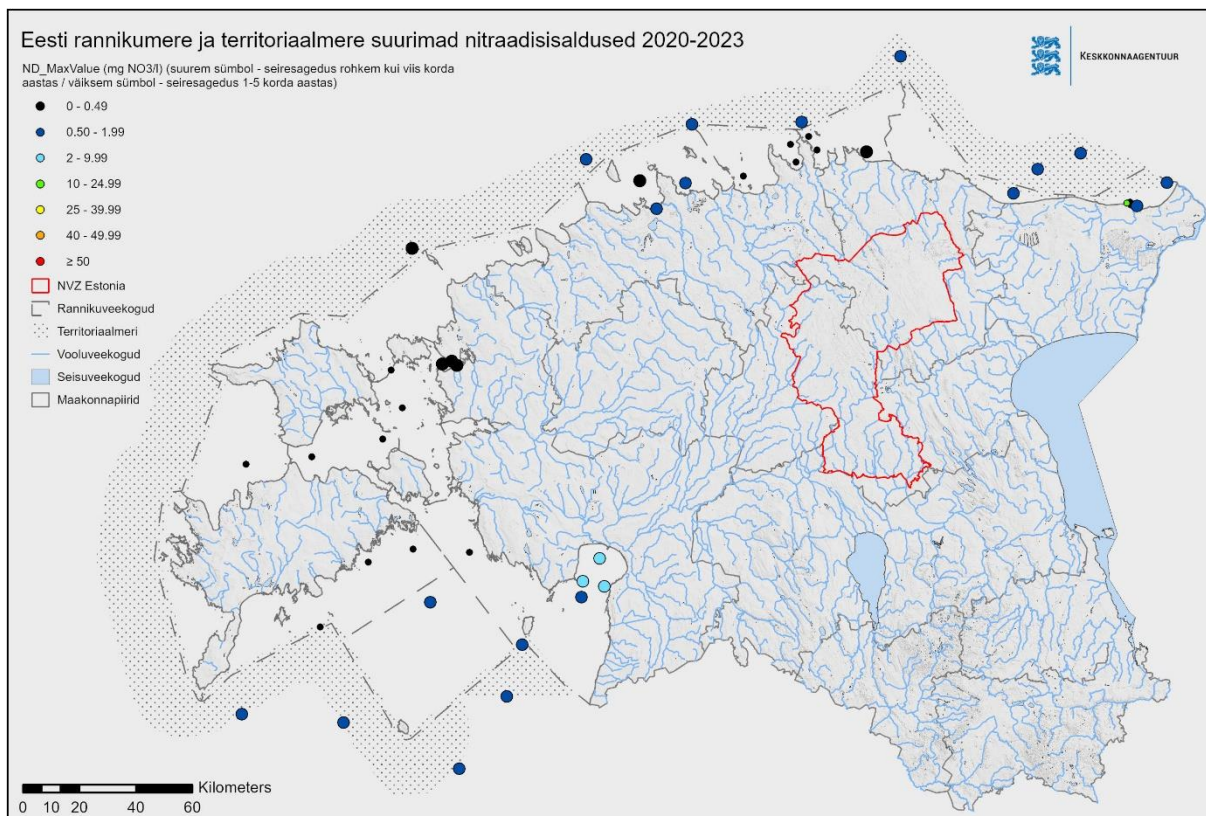 Eesti rannikumere ja territoriaalmere suurimad nitraadisisaldused 2020-2023
KESKKONNAAGENTUUR
ND_MaxValue (mg NO3/l) (suurem sümbol - seiresagedus rohkem kui viis korda
aastas / väiksem sümbol - seiresagedus 1-5 korda aastas)
0 - 0.49
0.50 - 1.99
2 - 9.99
10 - 24.99
25 - 39.99
40 - 49.99
≥ 50
NVZ Estonia
Rannikuveekogud
Territoriaalmeri
Vooluveekogud
Seisuveekogud
Maakonnapiirid
Kilometers
0 10 20 40 60